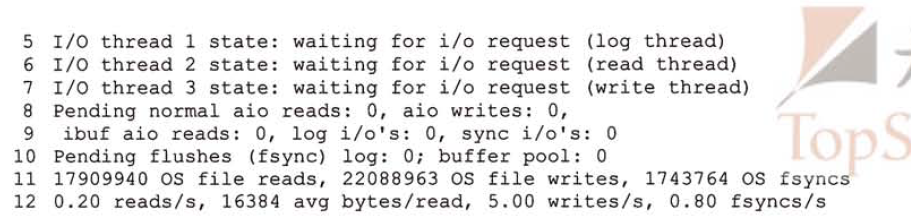 5 I/O thread 1 state: waiting for i/o request (log thread)
6 I/O thread 2 state: waiting for i/o request (read thread)
7 I/O thread 3 state: waiting for i/o request (write thread)
8 Pending normal aio reads: 0, aio writes: 0,
9 ibuf aio reads: 0, log i/o's: 0, sync i/o's: 0
10 Pending flushes (fsync) log: 0; buffer pool: 0
TopS
11 17909940 OS file reads, 22088963 OS file writes, 1743764 OS fsyncs
12 0.20 reads/s, 16384 avg bytes/read, 5.00 writes/s, 0.80 fsyncs/s